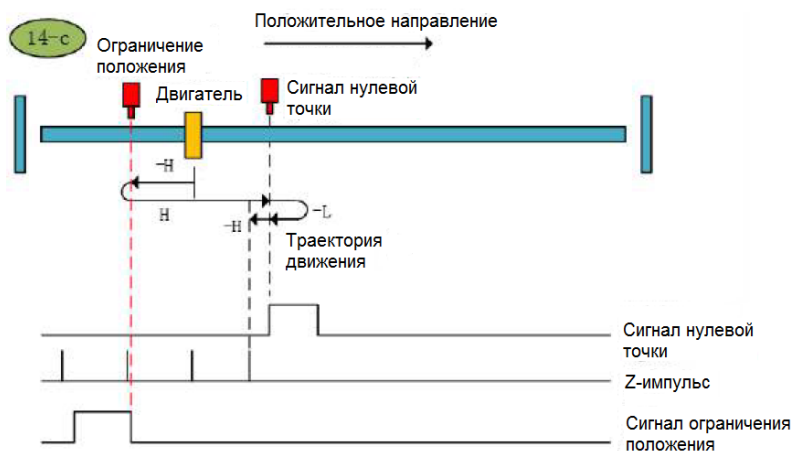 14-c
Положительное направление
Ограничение
положения
Двигатель
Сигнал нулевой
точки
-H
H
-L
-H
Траектория
движения
Сигнал нулевой
точки
Z-импульс
Сигнал ограничения
положения